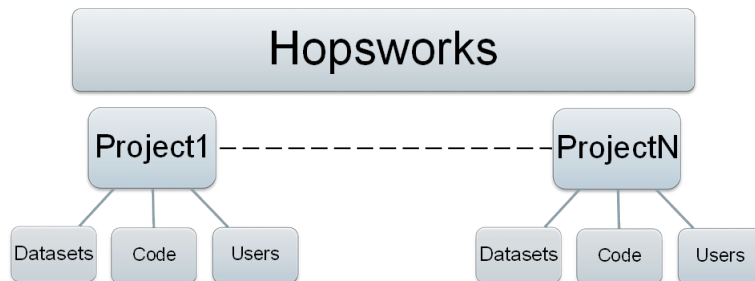 Hopsworks
Project1
ProjectN
Datasets
Code
Users
Datasets
Code
Users